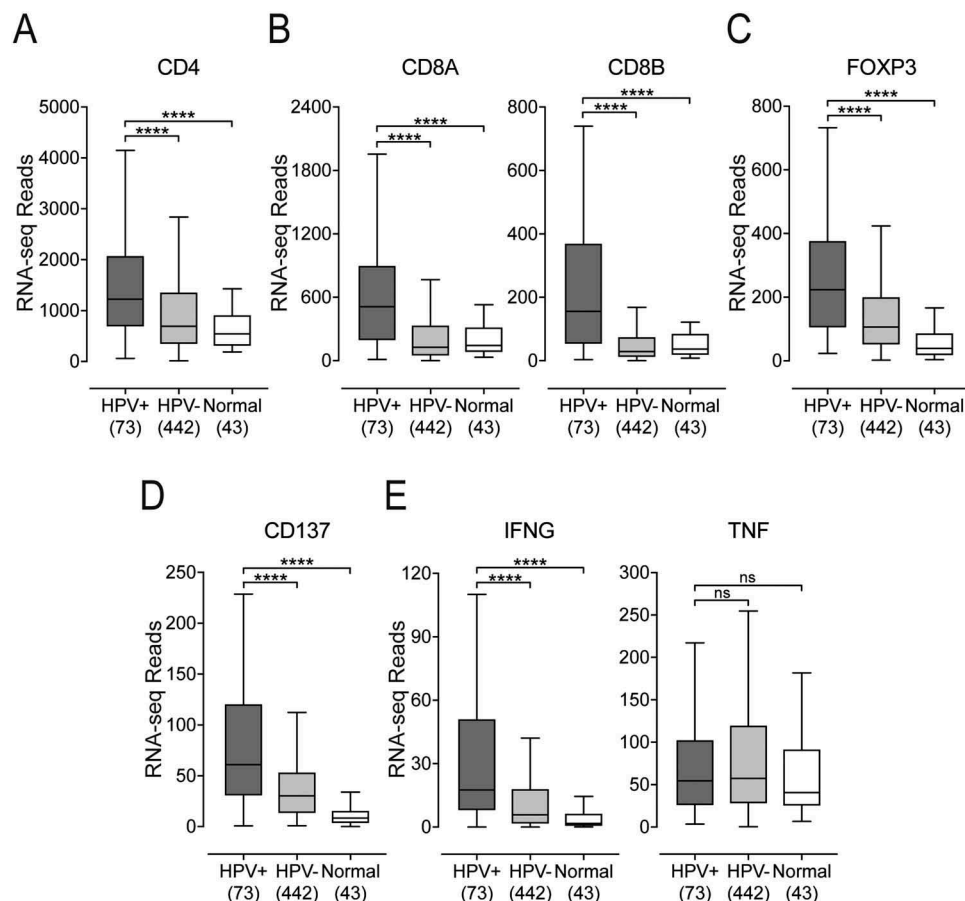 A
B
C
CD4
CD8A
CD8B
FOXP3
RNA-seq Reads
5000
4000
3000
2000
1000
0
****
****
HPV+ HPV- Normal
(73) (442) (43)
RNA-seq Reads
2400
1800
1200
600
0
****
****
HPV+ HPV- Normal
(73) (442) (43)
800
600
400
200
0
****
****
HPV+ HPV- Normal
(73) (442) (43)
RNA-seq Reads
800
600
400
200
0
****
****
HPV+ HPV- Normal
(73) (442) (43)
D
E
CD137
IFNG
TNF
RNA-seq Reads
250
200
150
100
50
0
****
****
HPV+ HPV- Normal
(73) (442) (43)
RNA-seq Reads
120
90
60
30
0
****
****
HPV+ HPV- Normal
(73) (442) (43)
300
250
200
150
100
50
0
ns
ns
HPV+ HPV- Normal
(73) (442) (43)